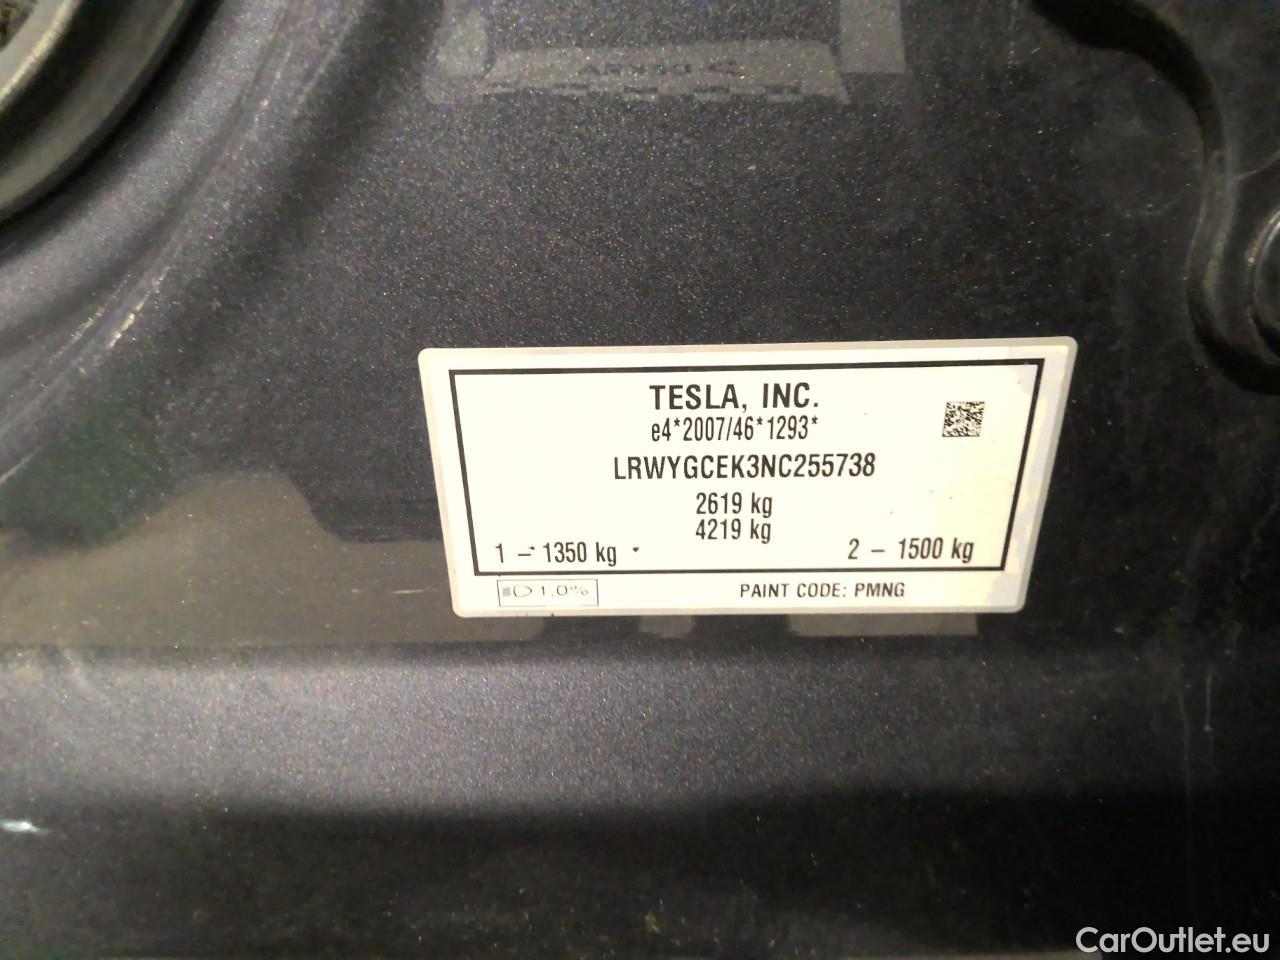 TESLA, INC.
e4*2007/46*1293*
LRWYGCEK3NC255738
2619 kg
4219 kg
1 - 1350 kg
2 - 1500 kg
1.0%
PAINT CODE: PMNG
CarOutlet.eu